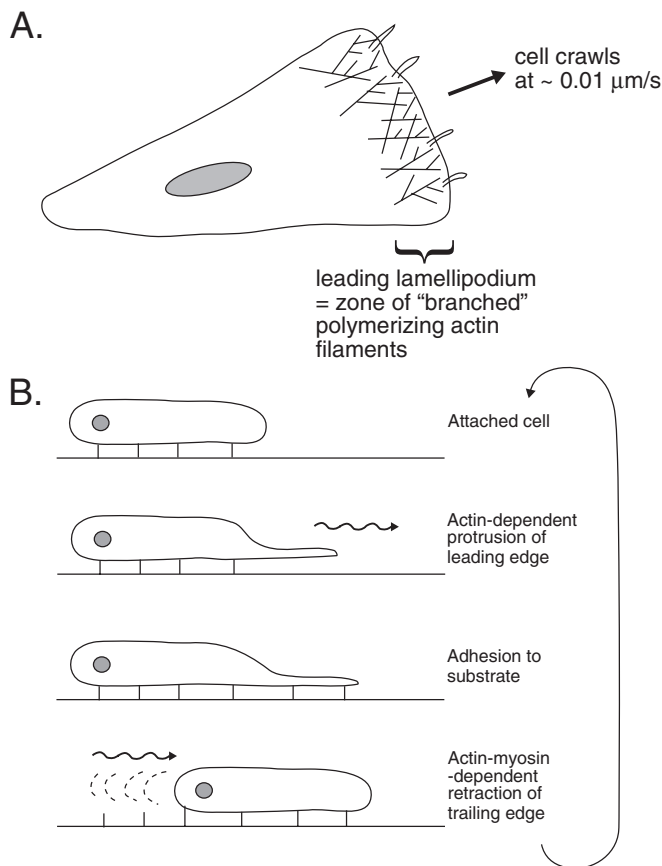 A.
cell crawls
at ~ 0.01 μm/s
leading lamellipodium
= zone of “branched”
polymerizing actin
filaments
B.
Attached cell
Actin-dependent
protrusion of
leading edge
Adhesion to
substrate
Actin-myosin
-dependent
retraction of
trailing edge